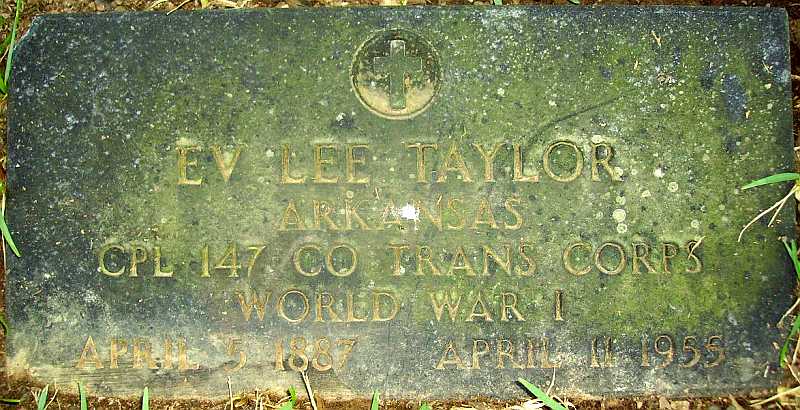 EV LEE TAYLOR
ARKANSAS
CPL 147 CO TRANS CORPS
WORLD WAR I
APRIL 5 1887 APRIL 11 1955